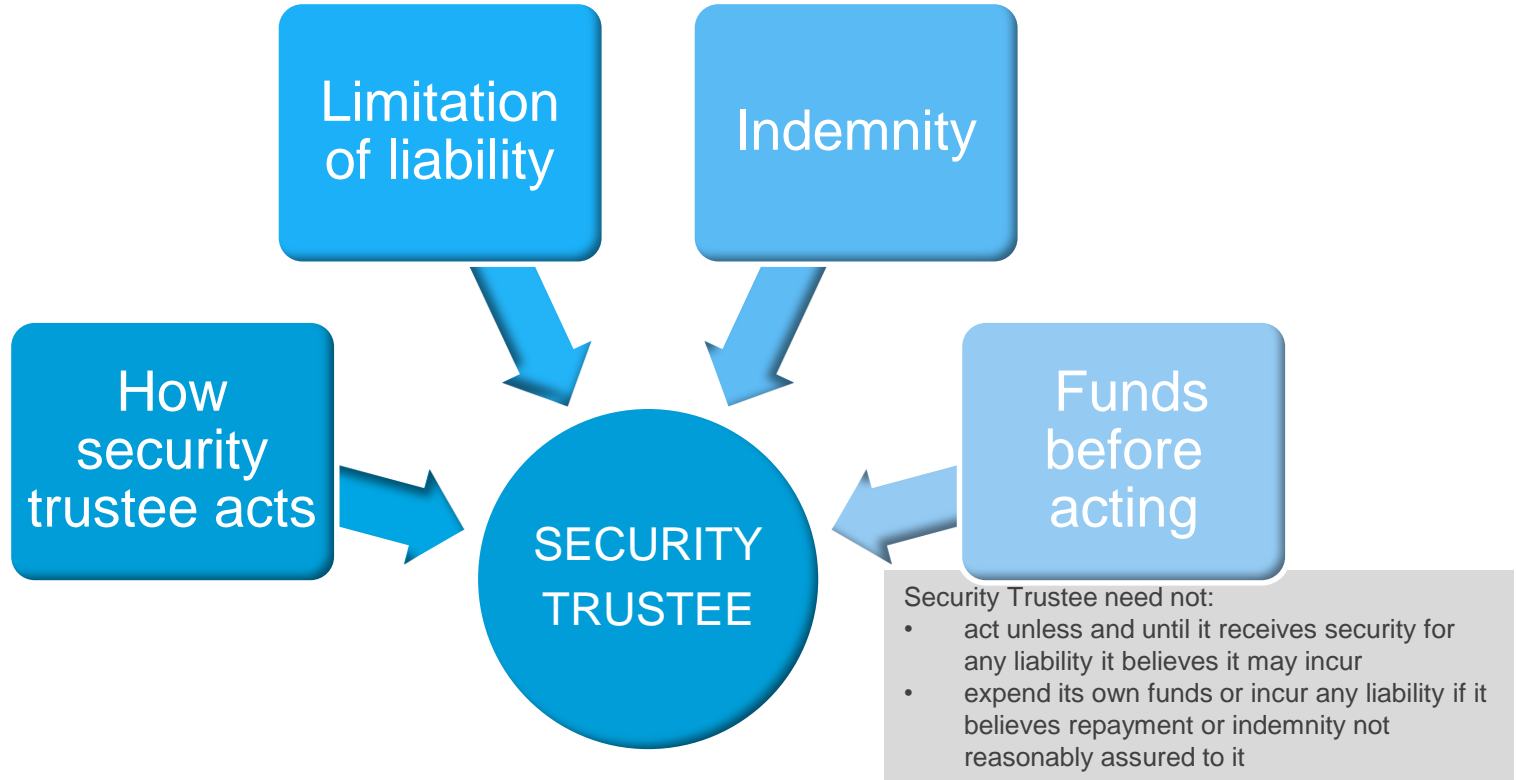 Limitation
of liability
Indemnity
How
security
trustee acts
Funds
before
acting
SECURITY
TRUSTEE
Security Trustee need not:
• act unless and until it receives security for
any liability it believes it may incur
• expend its own funds or incur any liability if it
believes repayment or indemnity not
reasonably assured to it